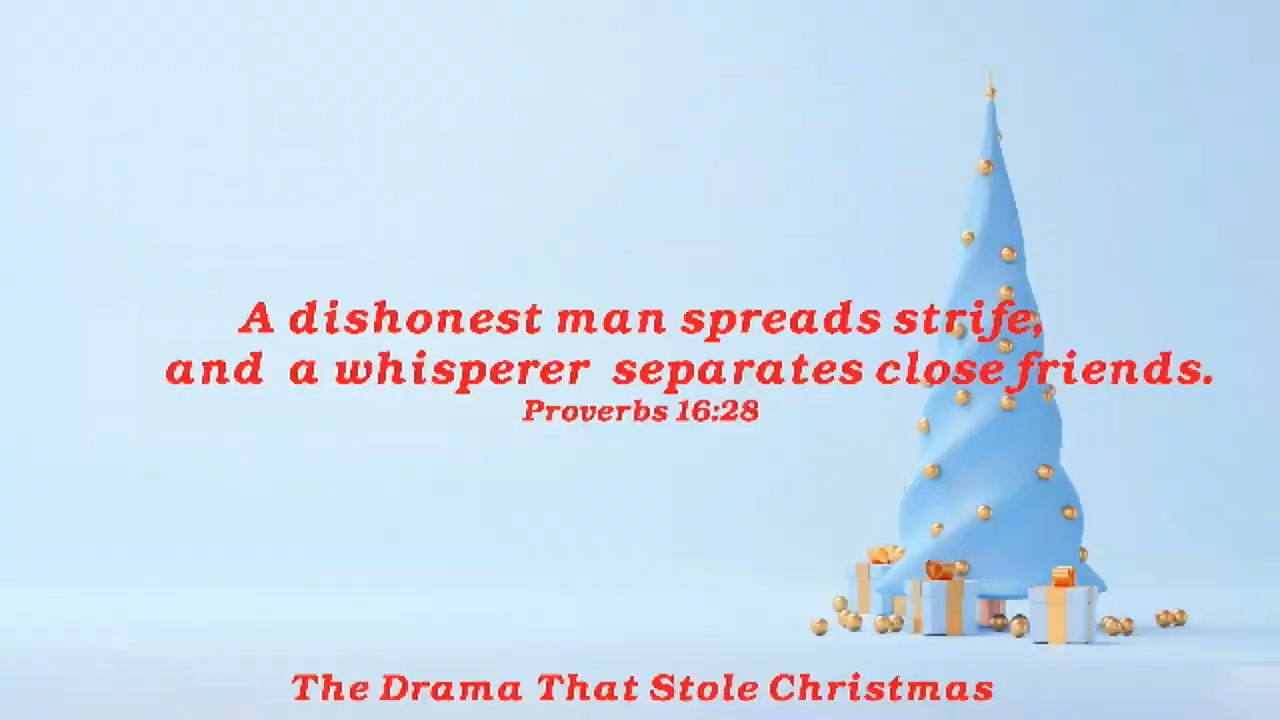 A dishonest man spreads strife,
and a whisperer separates close friends.
Proverbs 16:28
The Drama That Stole Christmas